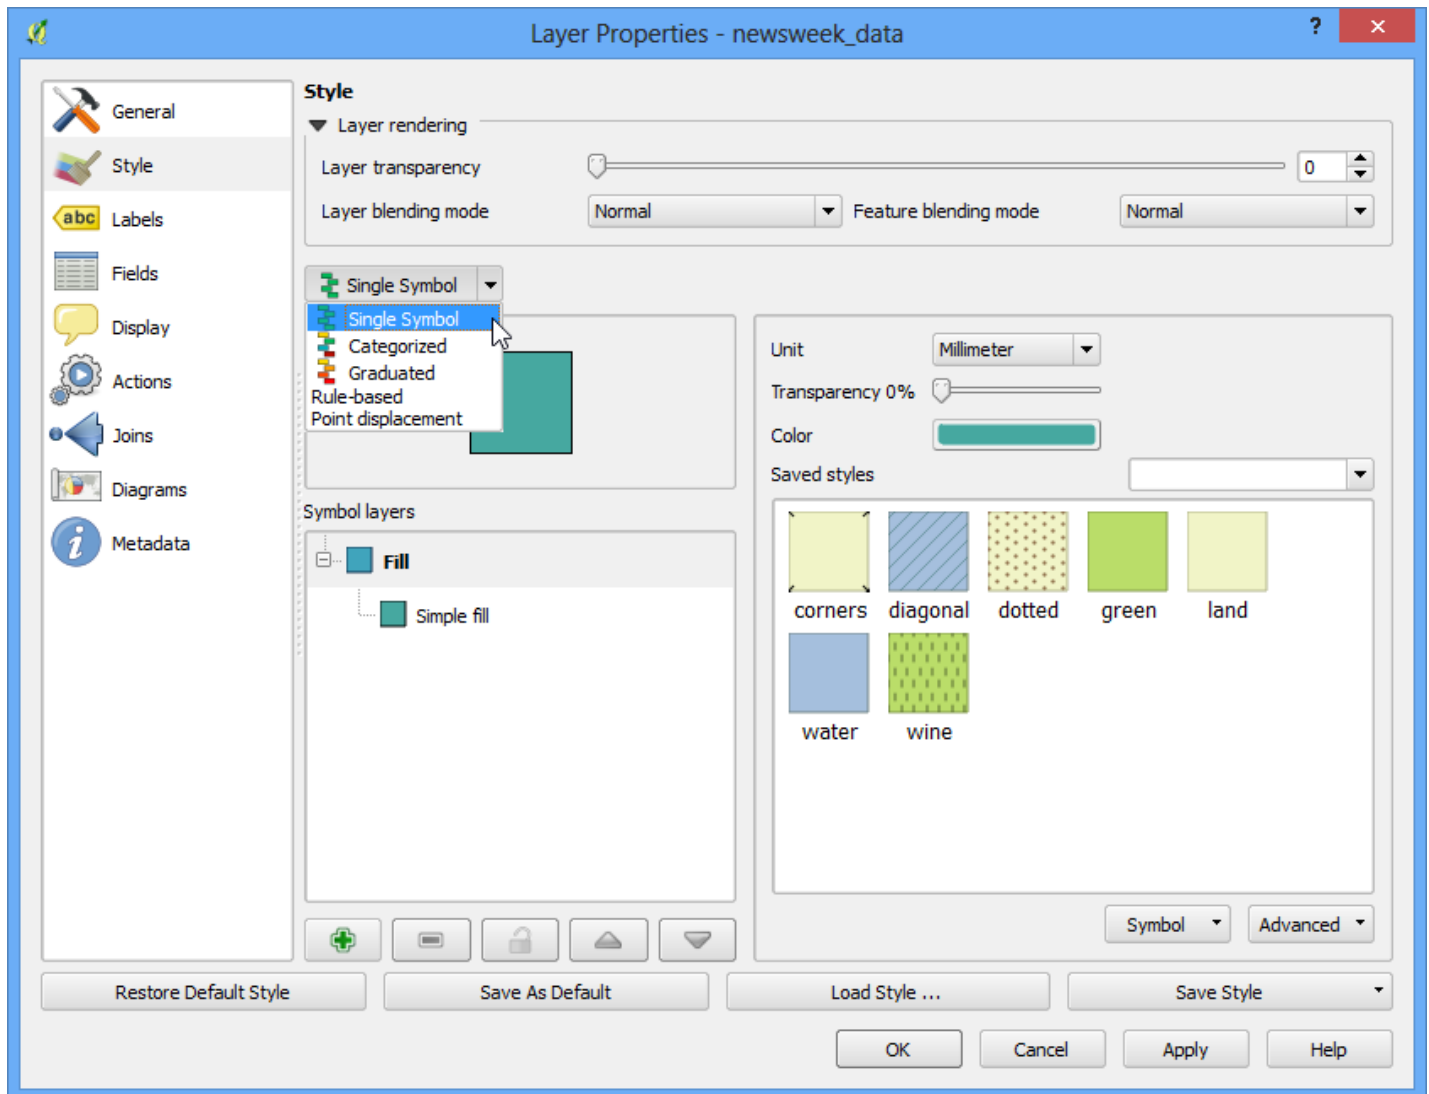 Layer Properties - newsweek_data
?
General
Style
abc Labels
Fields
Display
Actions
Joins
Diagrams
i Metadata
Style
Layer rendering
Layer transparency 0
Layer blending mode Normal Feature blending mode Normal
Single Symbol
Single Symbol
Categorized
Graduated
Rule-based
Point displacement
Symbol layers
Fill
Simple fill
Unit Millimeter
Transparency 0%
Color
Saved styles
corners diagonal dotted green land
water wine
Symbol Advanced
Restore Default Style Save As Default Load Style ... Save Style
OK Cancel Apply Help